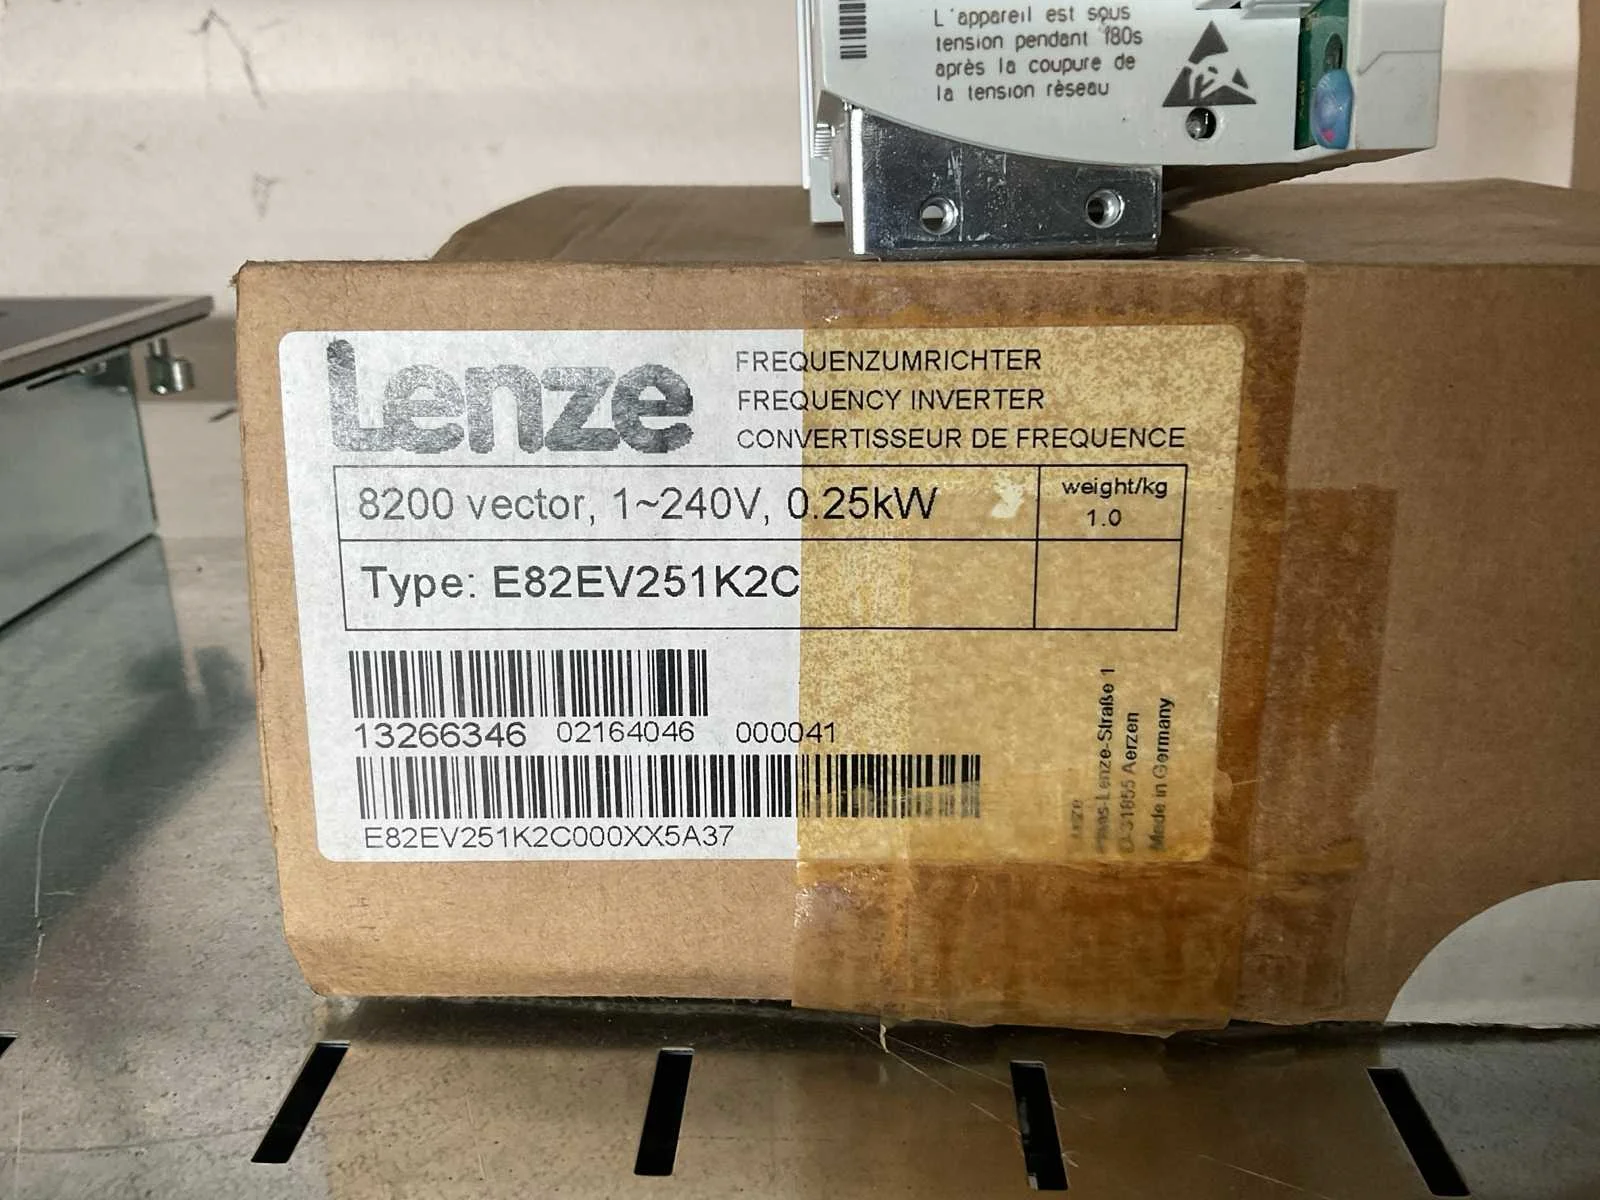 L'appareil est sous
tension pendant 180s
après la coupure de
la tension réseau
Lenze
FREQUENZUMRICHTER
FREQUENCY INVERTER
CONVERTISSEUR DE FREQUENCE
8200 vector, 1~240V, 0.25kW
weight/kg
1.0
Type: E82EV251K2C
13266346 02164046 000041
E82EV251K2C000XX5A37
Lenze
Hans-Lenze-Straße 1
D-31855 Aerzen
Made in Germany